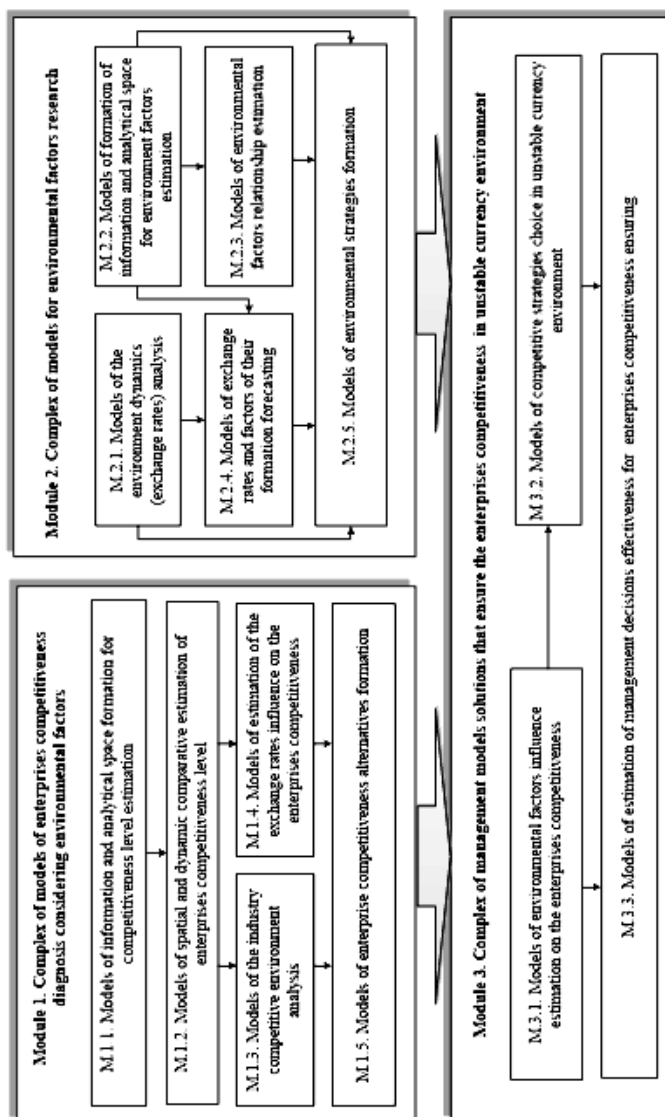 Module 1. Complex of models of enterprises competitiveness
diagnosis considering environmental factors
M.1 1. Models of information and analytical space formation for
competitiveness level estimation
M.1.2. Models of spatial and dynamic comparative estimation of
enterprises competitiveness level
M.1.3. Models of the industry
competitive environment
analysis
M.1.4. Models of estimation of the
exchange rates influence on the
enterprises competitiveness
M.1.5. Models of enterprise competitiveness alternatives formation
Module 2. Complex of models for environmental factors research
M.2.1. Models of the
environment dynamics
(exchange rates) analysis
M.2.2. Models of formation of
information and analytical space
for environment factors
estimation
M.2.4. Models of exchange
rates and factors of their
formation forecasting
M.2.3. Models of environmental
factors relationship estimation
M.2.5. Models of environmental strategies formation
Module 3. Complex of management models solutions that ensure the enterprises competitiveness in unstable currency environment
M.3.1. Models of environmental factors influence
estimation on the enterprises competitiveness
M.3.2. Models of competitive strategies choice in unstable currency
environment
M.3.3. Models of estimation of management decisions effectiveness for enterprises competitiveness ensuring